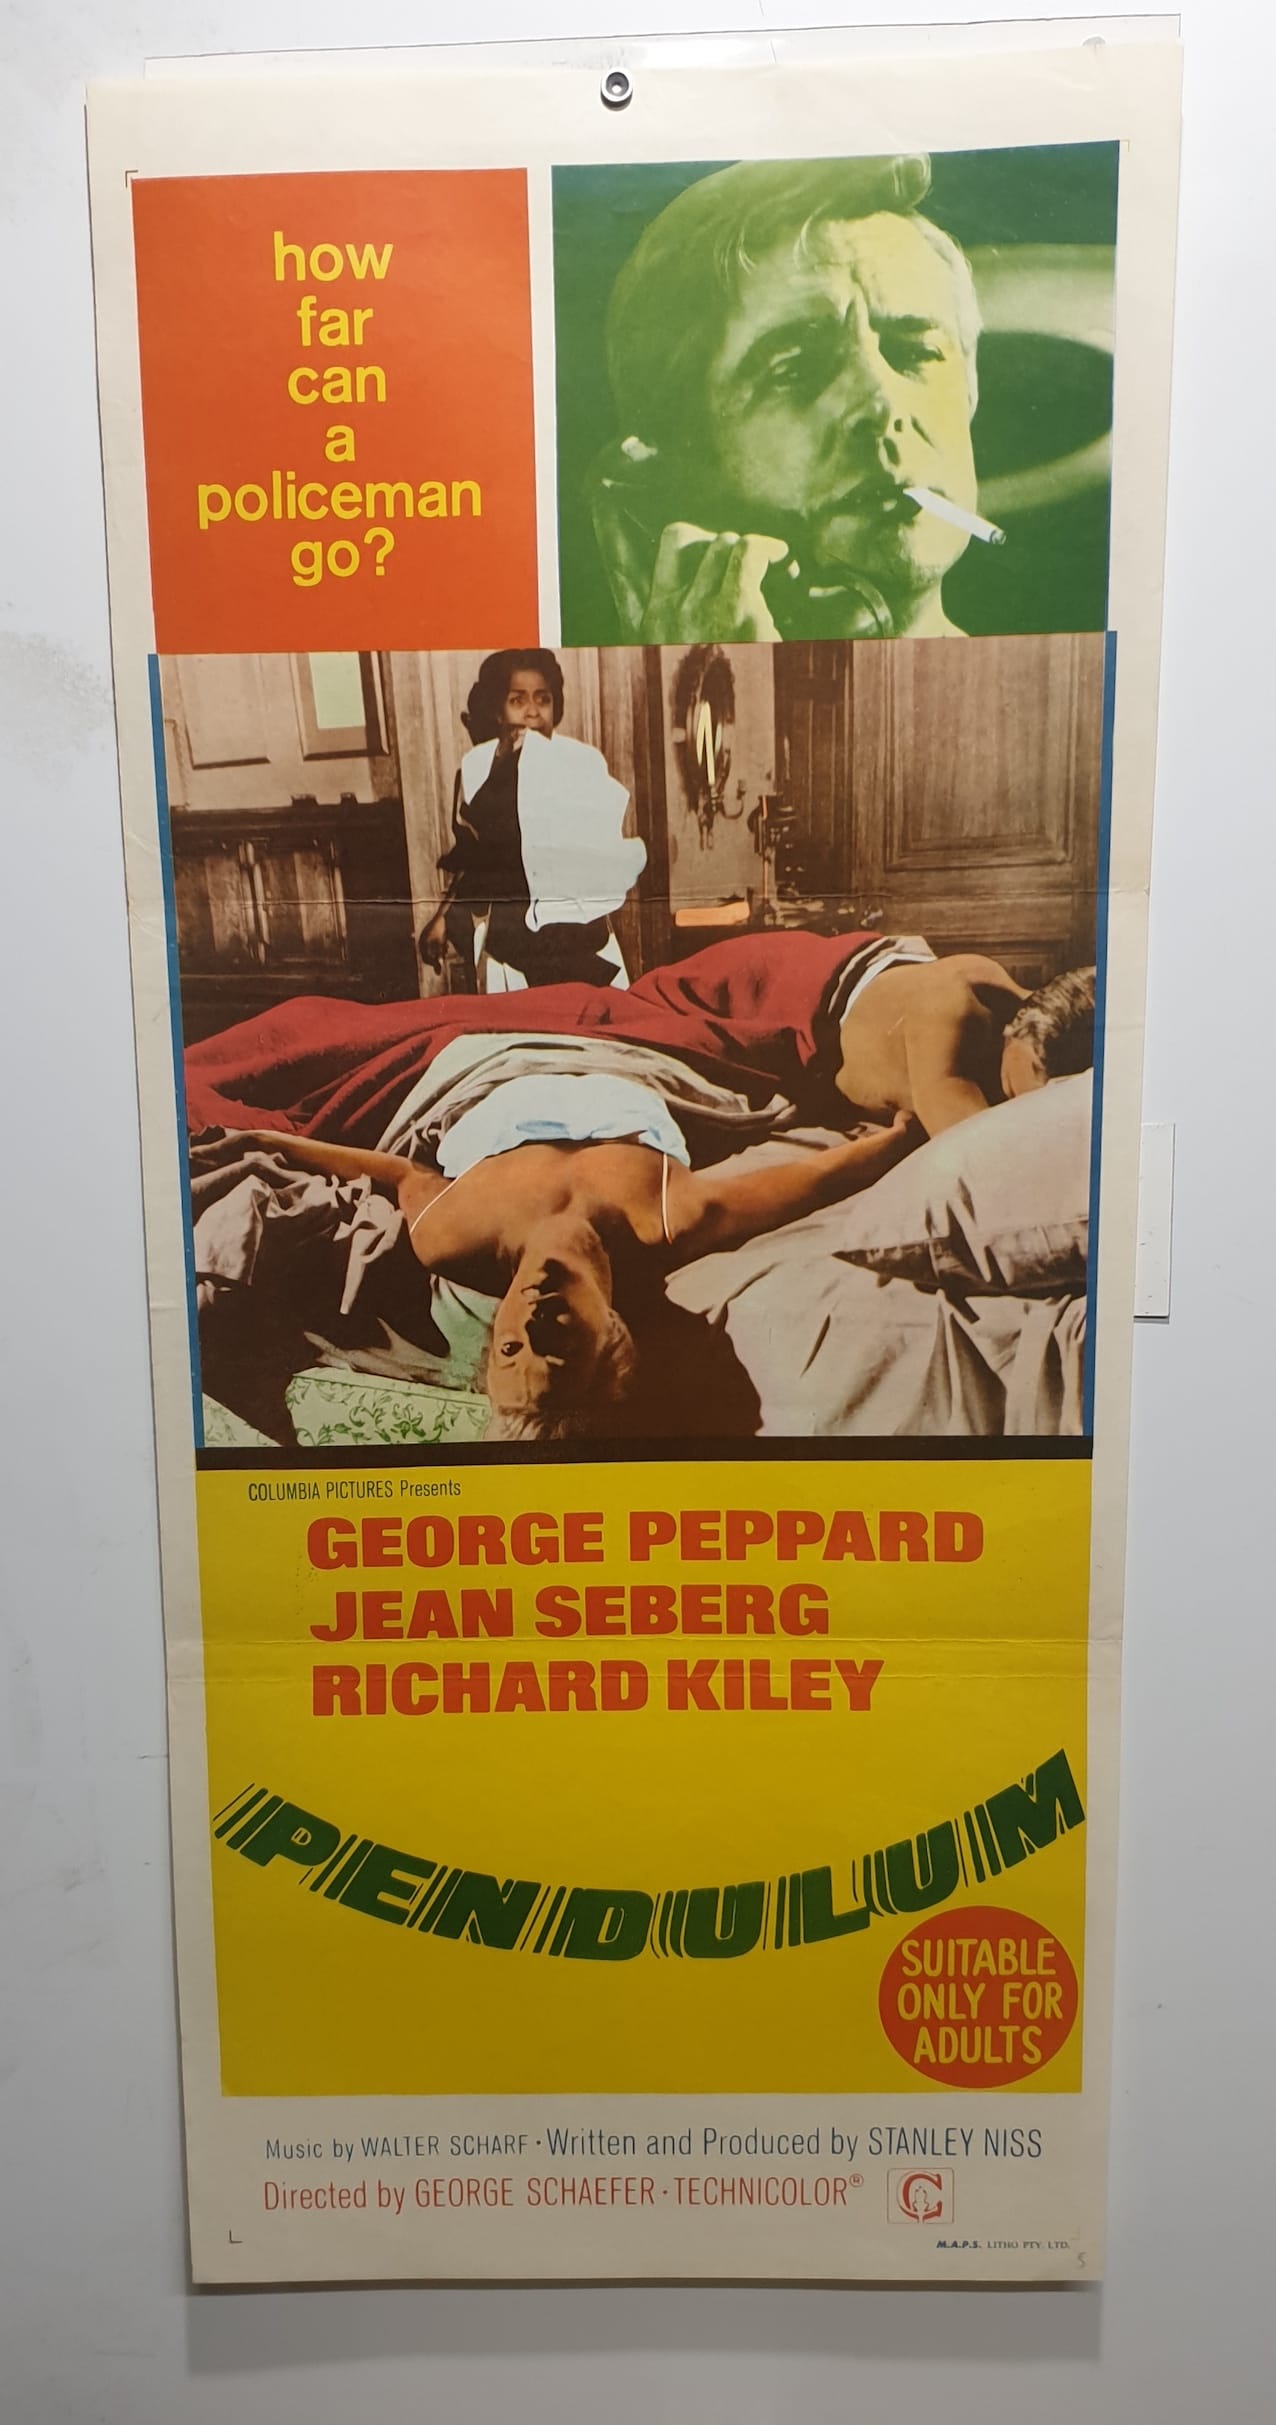 how
far
can
a
policeman
go?
COLUMBIA PICTURES Presents
GEORGE PEPPARD
JEAN SEBERG
RICHARD KILEY
PENDULUM
SUITABLE
ONLY FOR
ADULTS
Music by WALTER SCHARF · Written and Produced by STANLEY NISS
Directed by GEORGE SCHAEFER · TECHNICOLOR®
M.A.P.S. LITHO PTY. LTD.
5